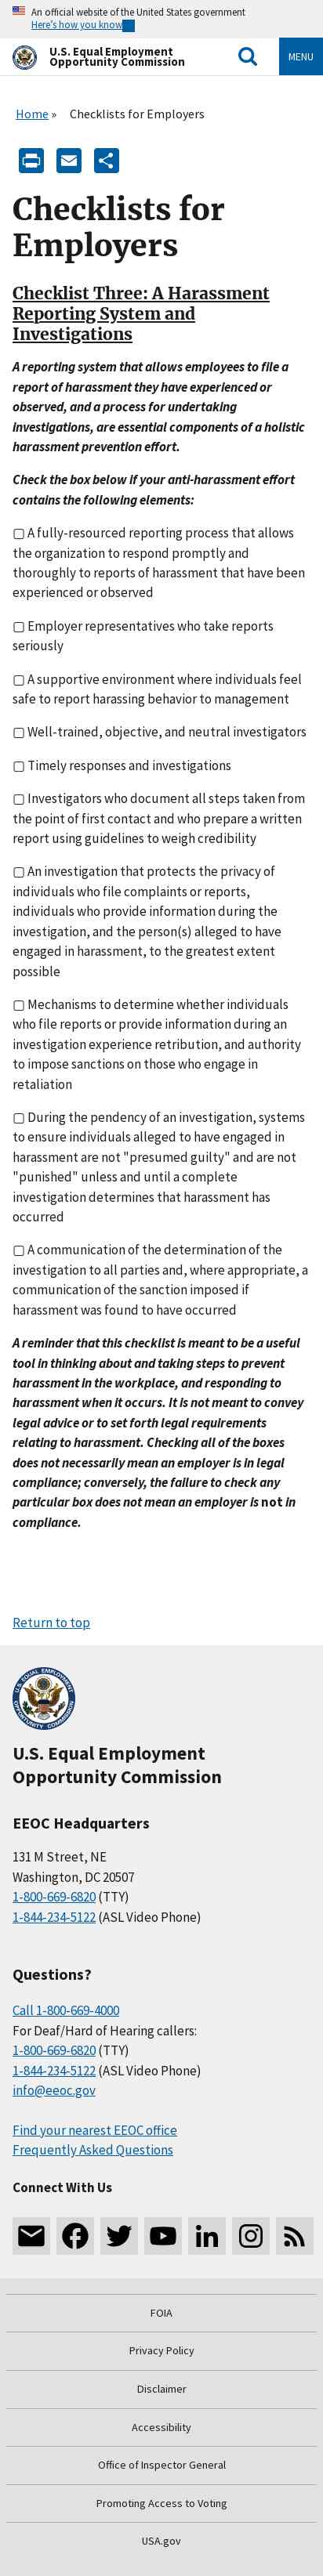 An official website of the United States government
Here's how you know
U.S. Equal Employment
Opportunity Commission
MENU
Home » Checklists for Employers
Checklists for
Employers
Checklist Three: A Harassment
Reporting System and
Investigations
A reporting system that allows employees to file a
report of harassment they have experienced or
observed, and a process for undertaking
investigations, are essential components of a holistic
harassment prevention effort.
Check the box below if your anti-harassment effort
contains the following elements:
▢ A fully-resourced reporting process that allows
the organization to respond promptly and
thoroughly to reports of harassment that have been
experienced or observed
▢ Employer representatives who take reports
seriously
▢ A supportive environment where individuals feel
safe to report harassing behavior to management
▢ Well-trained, objective, and neutral investigators
▢ Timely responses and investigations
▢ Investigators who document all steps taken from
the point of first contact and who prepare a written
report using guidelines to weigh credibility
▢ An investigation that protects the privacy of
individuals who file complaints or reports,
individuals who provide information during the
investigation, and the person(s) alleged to have
engaged in harassment, to the greatest extent
possible
▢ Mechanisms to determine whether individuals
who file reports or provide information during an
investigation experience retribution, and authority
to impose sanctions on those who engage in
retaliation
▢ During the pendency of an investigation, systems
to ensure individuals alleged to have engaged in
harassment are not "presumed guilty" and are not
"punished" unless and until a complete
investigation determines that harassment has
occurred
▢ A communication of the determination of the
investigation to all parties and, where appropriate, a
communication of the sanction imposed if
harassment was found to have occurred
A reminder that this checklist is meant to be a useful
tool in thinking about and taking steps to prevent
harassment in the workplace, and responding to
harassment when it occurs. It is not meant to convey
legal advice or to set forth legal requirements
relating to harassment. Checking all of the boxes
does not necessarily mean an employer is in legal
compliance; conversely, the failure to check any
particular box does not mean an employer is not in
compliance.
Return to top
U.S. Equal Employment
Opportunity Commission
EEOC Headquarters
131 M Street, NE
Washington, DC 20507
1-800-669-6820 (TTY)
1-844-234-5122 (ASL Video Phone)
Questions?
Call 1-800-669-4000
For Deaf/Hard of Hearing callers:
1-800-669-6820 (TTY)
1-844-234-5122 (ASL Video Phone)
info@eeoc.gov
Find your nearest EEOC office
Frequently Asked Questions
Connect With Us
FOIA
Privacy Policy
Disclaimer
Accessibility
Office of Inspector General
Promoting Access to Voting
USA.gov